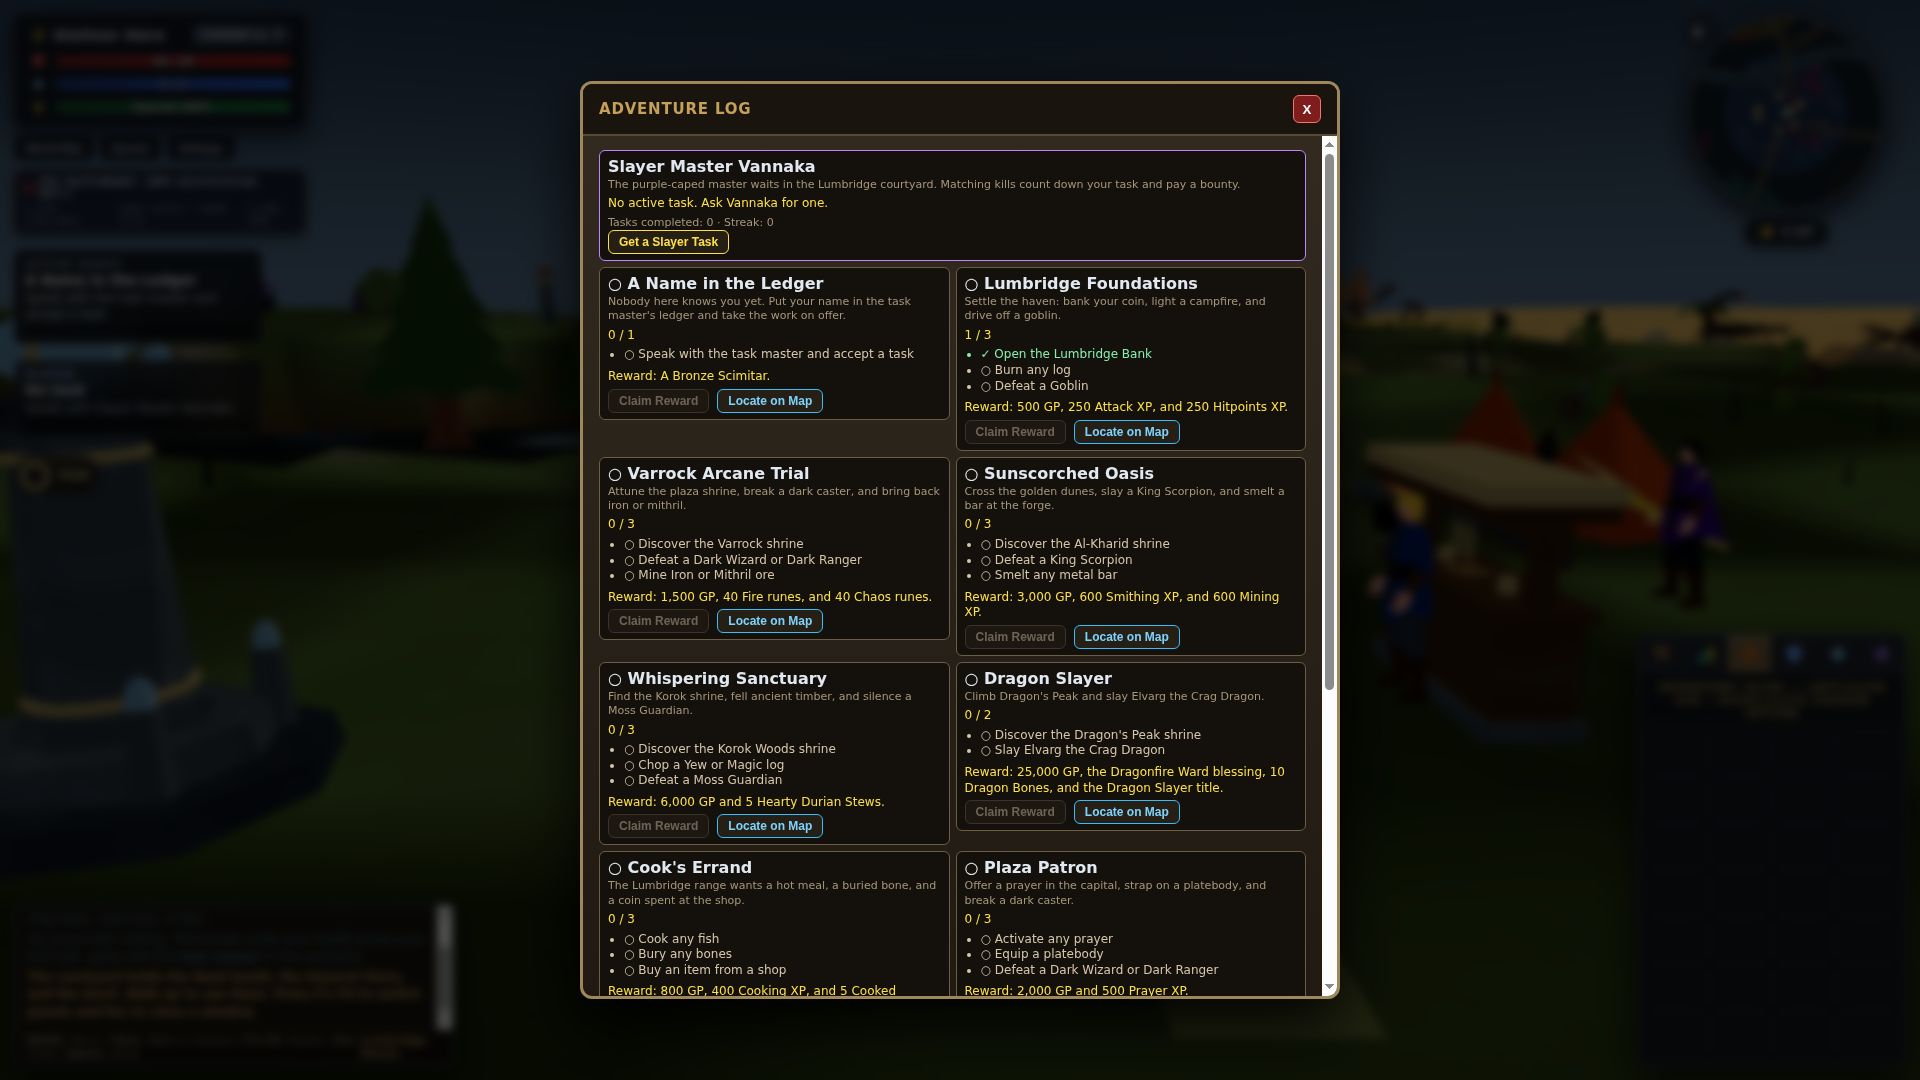 ADVENTURE LOG
X
Slayer Master Vannaka
The purple-caped master waits in the Lumbridge courtyard. Matching kills count down your task and pay a bounty.
No active task. Ask Vannaka for one.
Tasks completed: 0 · Streak: 0
Get a Slayer Task
○ A Name in the Ledger
Nobody here knows you yet. Put your name in the task
master's ledger and take the work on offer.
0 / 1
• ○ Speak with the task master and accept a task
Reward: A Bronze Scimitar.
Claim Reward Locate on Map
○ Lumbridge Foundations
Settle the haven: bank your coin, light a campfire, and
drive off a goblin.
1 / 3
• ✓ Open the Lumbridge Bank
• ○ Burn any log
• ○ Defeat a Goblin
Reward: 500 GP, 250 Attack XP, and 250 Hitpoints XP.
Claim Reward Locate on Map
○ Varrock Arcane Trial
Attune the plaza shrine, break a dark caster, and bring back
iron or mithril.
0 / 3
• ○ Discover the Varrock shrine
• ○ Defeat a Dark Wizard or Dark Ranger
• ○ Mine Iron or Mithril ore
Reward: 1,500 GP, 40 Fire runes, and 40 Chaos runes.
Claim Reward Locate on Map
○ Sunscorched Oasis
Cross the golden dunes, slay a King Scorpion, and smelt a
bar at the forge.
0 / 3
• ○ Discover the Al-Kharid shrine
• ○ Defeat a King Scorpion
• ○ Smelt any metal bar
Reward: 3,000 GP, 600 Smithing XP, and 600 Mining
XP.
Claim Reward Locate on Map
○ Whispering Sanctuary
Find the Korok shrine, fell ancient timber, and silence a
Moss Guardian.
0 / 3
• ○ Discover the Korok Woods shrine
• ○ Chop a Yew or Magic log
• ○ Defeat a Moss Guardian
Reward: 6,000 GP and 5 Hearty Durian Stews.
Claim Reward Locate on Map
○ Dragon Slayer
Climb Dragon's Peak and slay Elvarg the Crag Dragon.
0 / 2
• ○ Discover the Dragon's Peak shrine
• ○ Slay Elvarg the Crag Dragon
Reward: 25,000 GP, the Dragonfire Ward blessing, 10
Dragon Bones, and the Dragon Slayer title.
Claim Reward Locate on Map
○ Cook's Errand
The Lumbridge range wants a hot meal, a buried bone, and
a coin spent at the shop.
0 / 3
• ○ Cook any fish
• ○ Bury any bones
• ○ Buy an item from a shop
Reward: 800 GP, 400 Cooking XP, and 5 Cooked
○ Plaza Patron
Offer a prayer in the capital, strap on a platebody, and
break a dark caster.
0 / 3
• ○ Activate any prayer
• ○ Equip a platebody
• ○ Defeat a Dark Wizard or Dark Ranger
Reward: 2,000 GP and 500 Prayer XP.